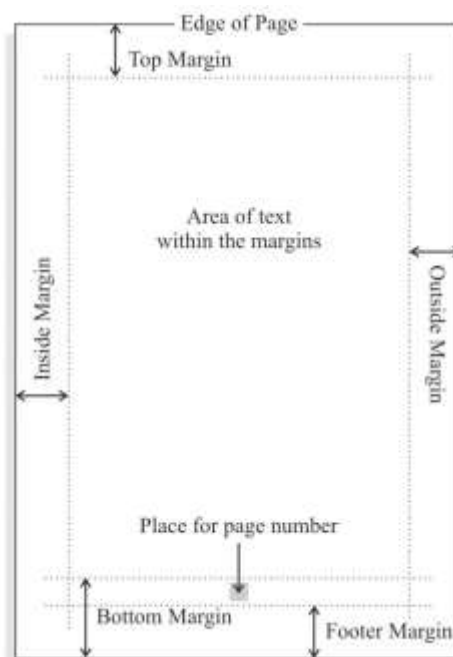 Edge of Page
Top Margin
Area of text
within the margins
Inside Margin
Outside Margin
Place for page number
Bottom Margin
Footer Margin